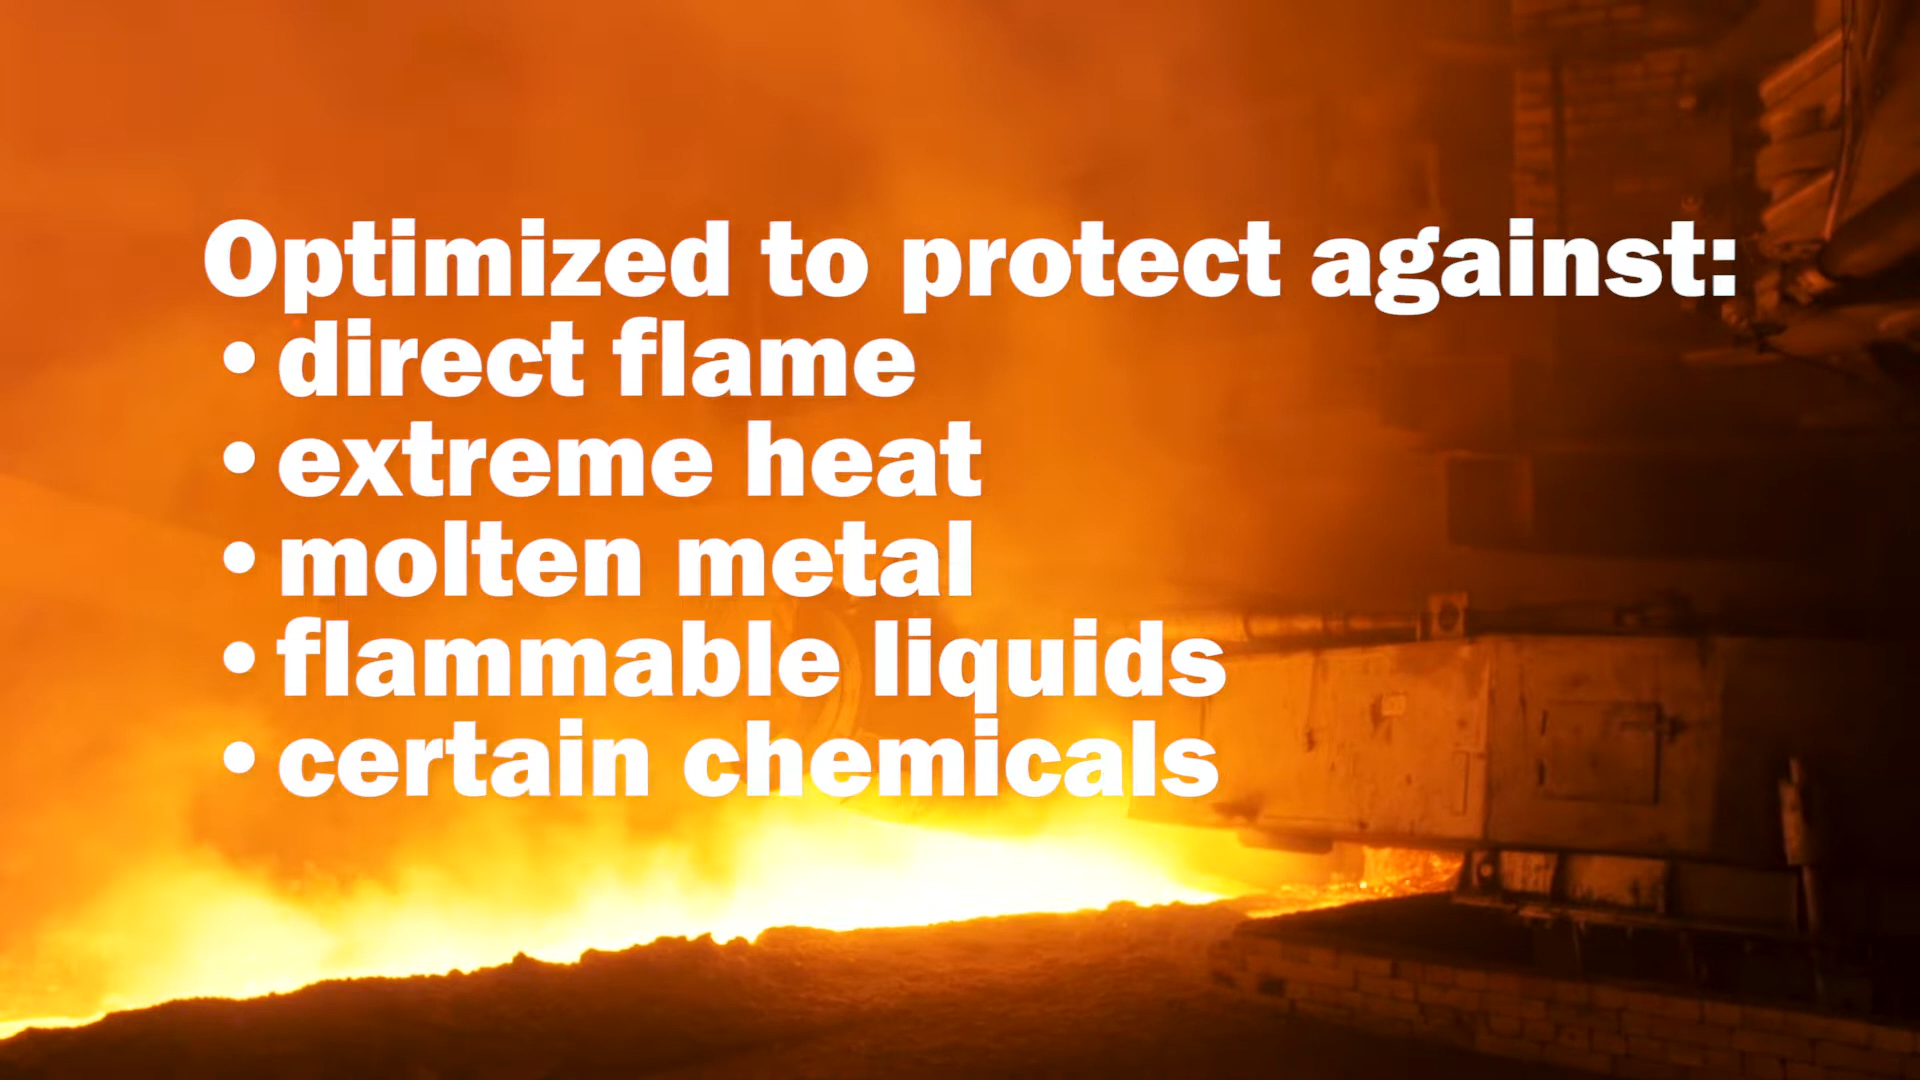 Optimized to protect against:
• direct flame
• extreme heat
• molten metal
• flammable liquids
• certain chemicals